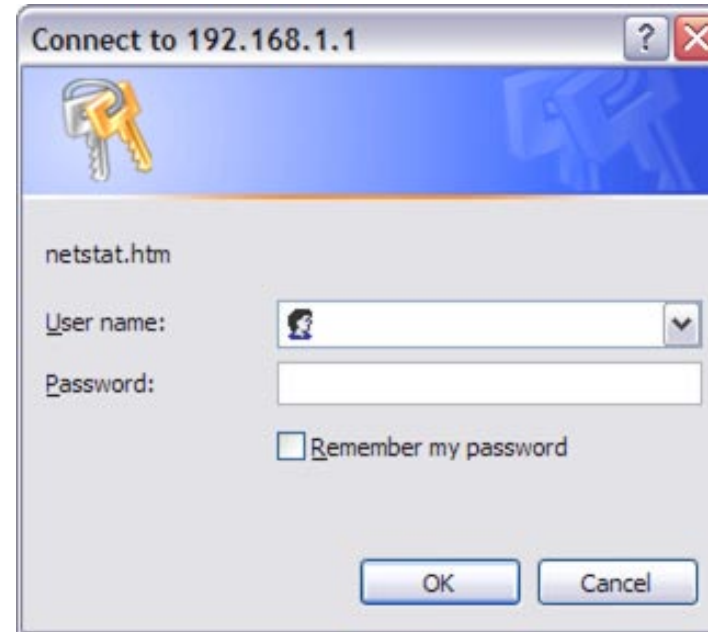 Connect to 192.168.1.1
netstat.htm
User name:
Password:
Remember my password
OK
Cancel